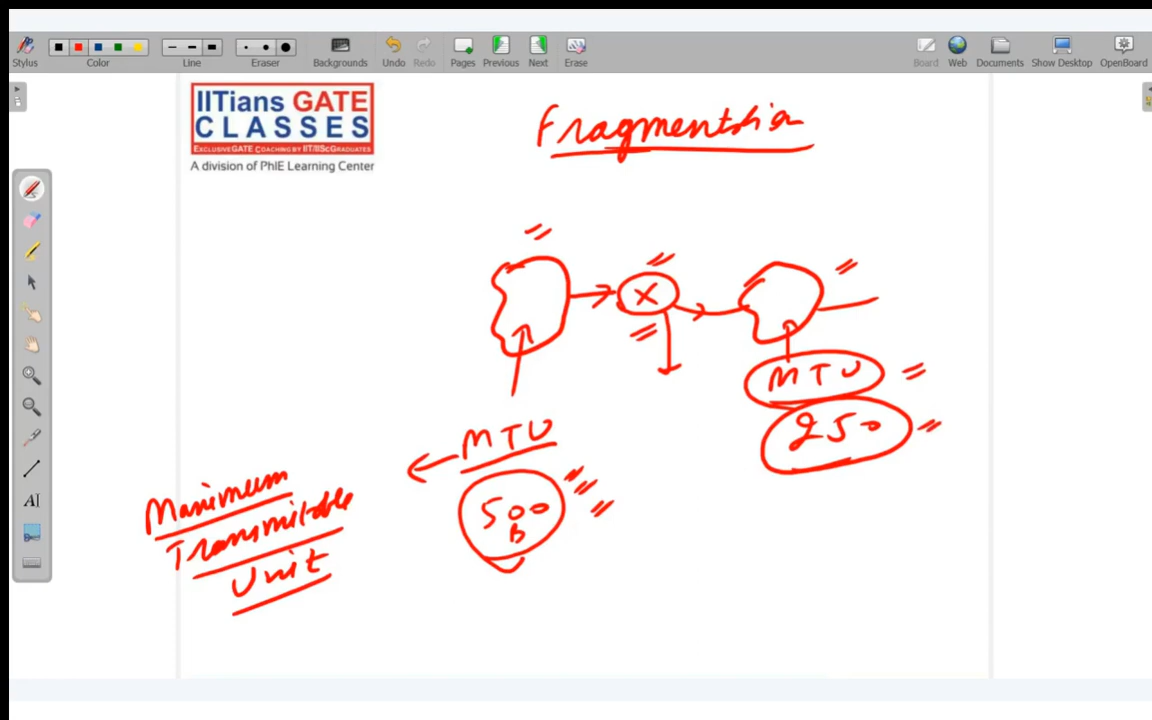 Stylus
Color
Line
Eraser
Backgrounds
Undo
Redo
Pages
Previous
Next
Erase
Board
Web
Documents
Show Desktop
OpenBoard
IITians GATE
CLASSES
EXCLUSIVE GATE COACHING BY IIT/IISc GRADUATES
A division of PhIE Learning Center
Fragmentation
X
MTU
250
MTU
500
B
Maximum
Transmitable
Unit
AI